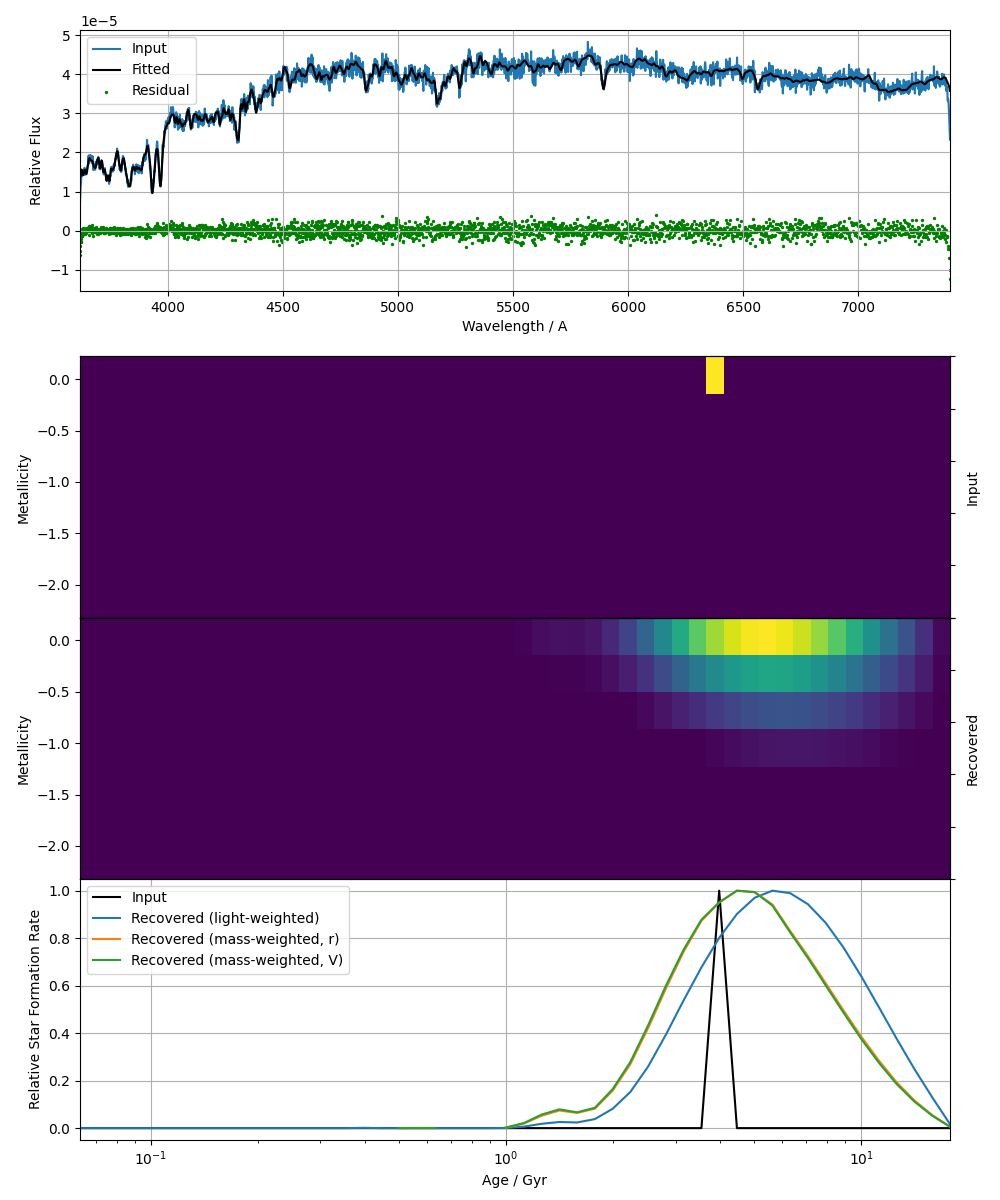 1e−5
5
4
3
2
1
0
−1
Relative Flux
Input
Fitted
Residual
4000 4500 5000 5500 6000 6500 7000
Wavelength / A
0.0
−0.5
−1.0
−1.5
−2.0
Metallicity
Input
0.0
−0.5
−1.0
−1.5
−2.0
Metallicity
Recovered
1.0
0.8
0.6
0.4
0.2
0.0
Relative Star Formation Rate
Input
Recovered (light-weighted)
Recovered (mass-weighted, r)
Recovered (mass-weighted, V)
10⁻¹ 10⁰ 10¹
Age / Gyr